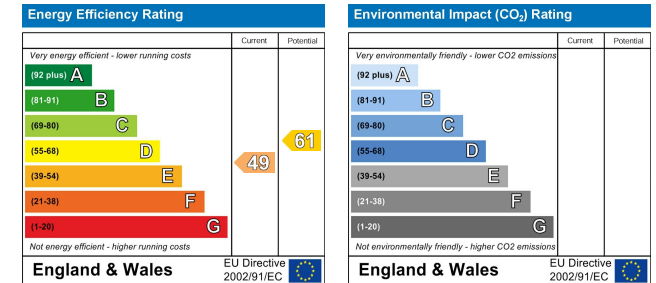 Energy Efficiency Rating
Current Potential
Very energy efficient - lower running costs
(92 plus) A
(81-91) B
(69-80) C
(55-68) D
(39-54) E
(21-38) F
(1-20) G
49
61
Not energy efficient - higher running costs
England & Wales
EU Directive
2002/91/EC
Environmental Impact (CO2) Rating
Current Potential
Very environmentally friendly - lower CO2 emissions
(92 plus) A
(81-91) B
(69-80) C
(55-68) D
(39-54) E
(21-38) F
(1-20) G
Not environmentally friendly - higher CO2 emissions
England & Wales
EU Directive
2002/91/EC